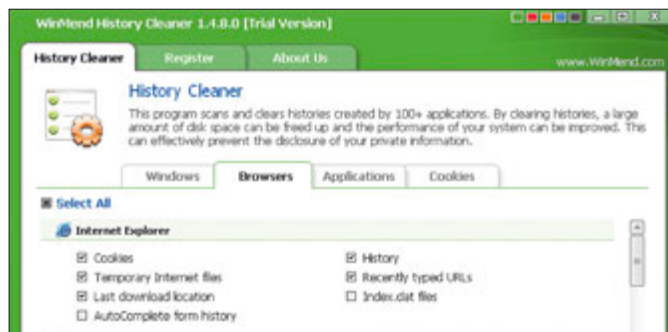 WinMend History Cleaner 1.4.8.0 [Trial Version]
History Cleaner Register About Us
www.WinMend.com
History Cleaner
This program scans and clears histories created by 100+ applications. By clearing histories, a large
amount of disk space can be freed up and the performance of your system can be improved. This
can effectively prevent the disclosure of your private information.
Windows Browsers Applications Cookies
Select All
Internet Explorer
Cookies History
Temporary Internet files Recently typed URLs
Last download location Index.dat files
AutoComplete form history